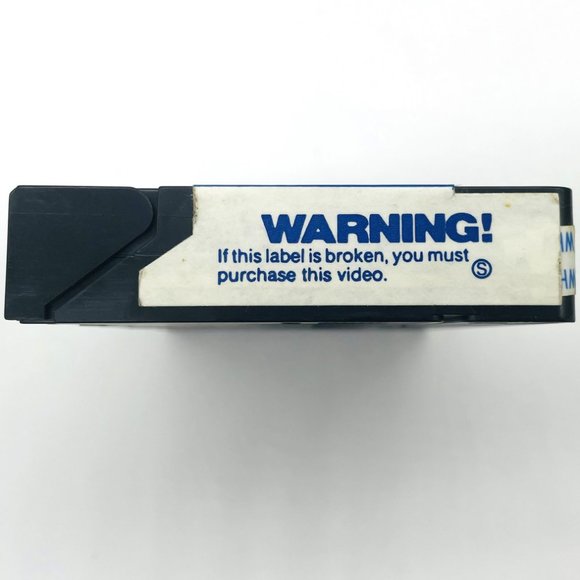 WARNING!
If this label is broken, you must
purchase this video.
S